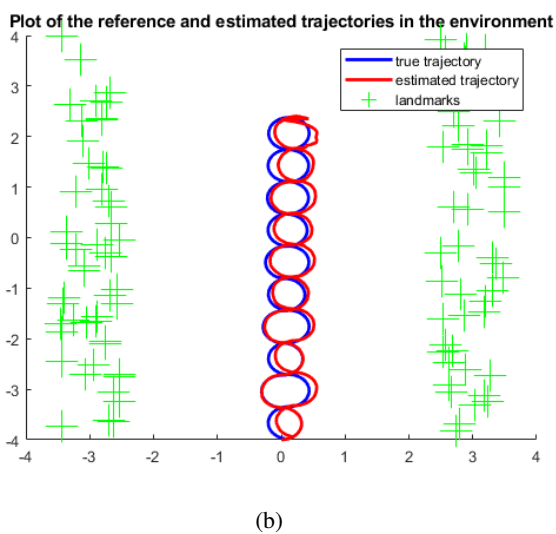 Plot of the reference and estimated trajectories in the environment
4
3
2
1
0
-1
-2
-3
-4
true trajectory
estimated trajectory
landmarks
-4 -3 -2 -1 0 1 2 3 4
(b)